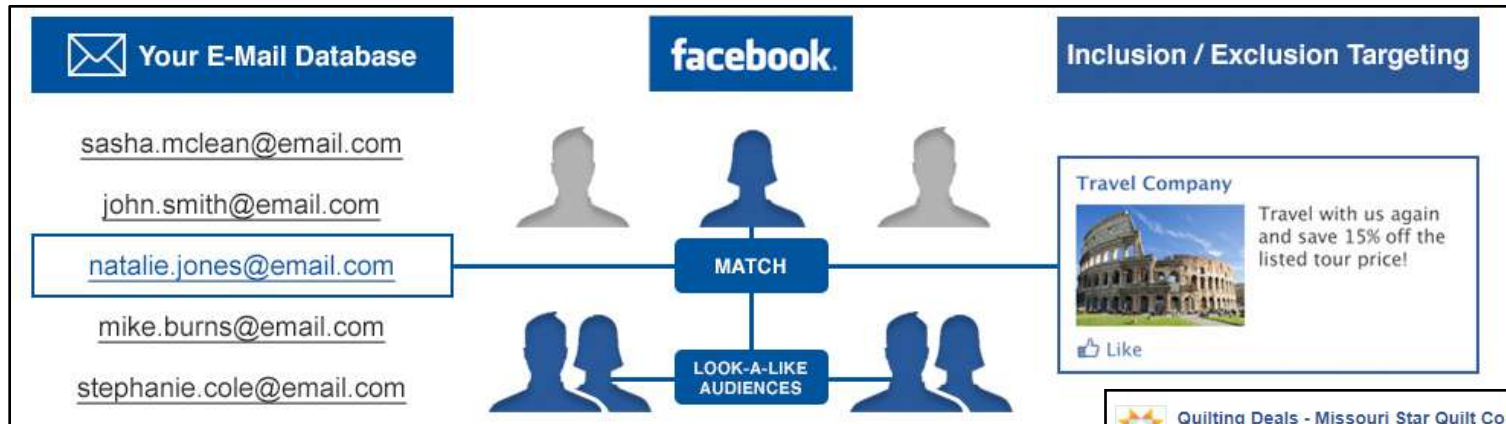 Your E-Mail Database
facebook.
Inclusion / Exclusion Targeting
sasha.mclean@email.com
john.smith@email.com
natalie.jones@email.com
mike.burns@email.com
stephanie.cole@email.com
MATCH
LOOK-A-LIKE
AUDIENCES
Travel Company
Travel with us again
and save 15% off the
listed tour price!
Like
Quilting Deals - Missouri Star Quilt Co